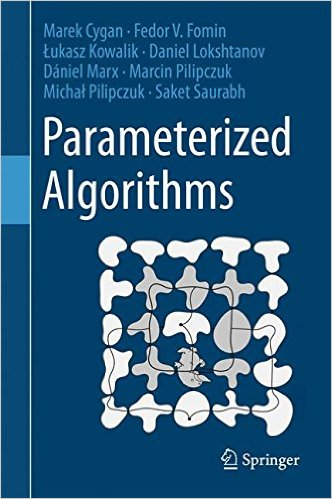 Marek Cygan · Fedor V. Fomin
Łukasz Kowalik · Daniel Lokshtanov
Dániel Marx · Marcin Pilipczuk
Michał Pilipczuk · Saket Saurabh
Parameterized
Algorithms
Springer